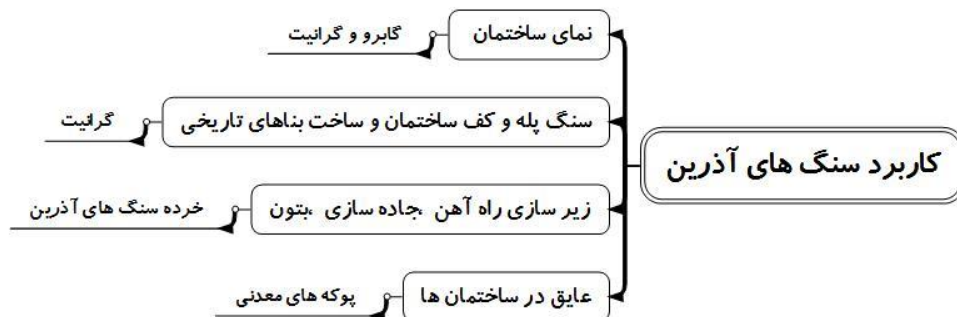 کاربرد سنگ های آذرین
نمای ساختمان
گابرو و گرانیت
سنگ پله و کف ساختمان و ساخت بناهای تاریخی
گرانیت
زیر سازی راه آهن ،جاده سازی ،بتون
خرده سنگ های آذرین
عایق در ساختمان ها
پوکه های معدنی